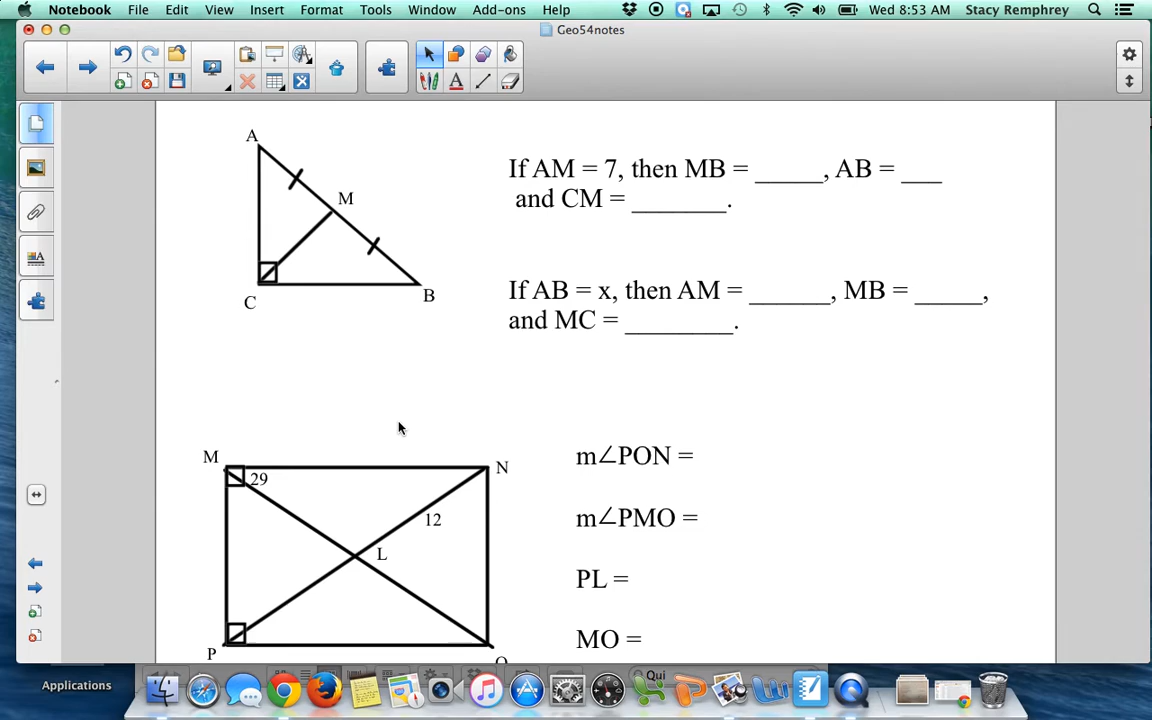 Notebook File Edit View Insert Format Tools Window Add-ons Help Wed 8:53 AM Stacy Remphrey
Geo54notes
A
M
C
B
If AM = 7, then MB = _____, AB = ___
and CM = _______.
If AB = x, then AM = ______, MB = _____,
and MC = ________.
M
N
29
12
L
P
O
m∠PON =
m∠PMO =
PL =
MO =
Applications
Qui